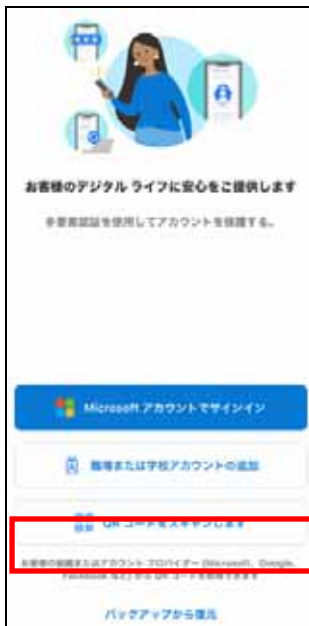 お客様のデジタル ライフに安心をご提供します
多要素認証を使用してアカウントを保護する。
Microsoft アカウントでサインイン
職場または学校アカウントの追加
QR コードをスキャンします
お客様の組織またはアカウント プロバイダー (Microsoft、Google、
Facebook など) から QR コードを取得できます
バックアップから復元